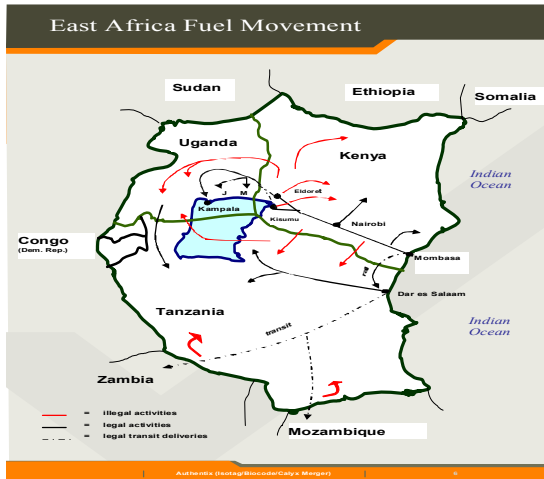 East Africa Fuel Movement
Sudan
Ethiopia
Somalia
Uganda
Kenya
Indian
Ocean
J M
Eldoret
Kampala
Kisumu
Nairobi
Congo
(Dem. Rep.)
Mombasa
Dar es Salaam
Tanzania
Indian
Ocean
transit
Zambia
= illegal activities
= legal activities
= legal transit deliveries
Mozambique
Authentix (Isotag/Biocode/Calyx Merger)
6